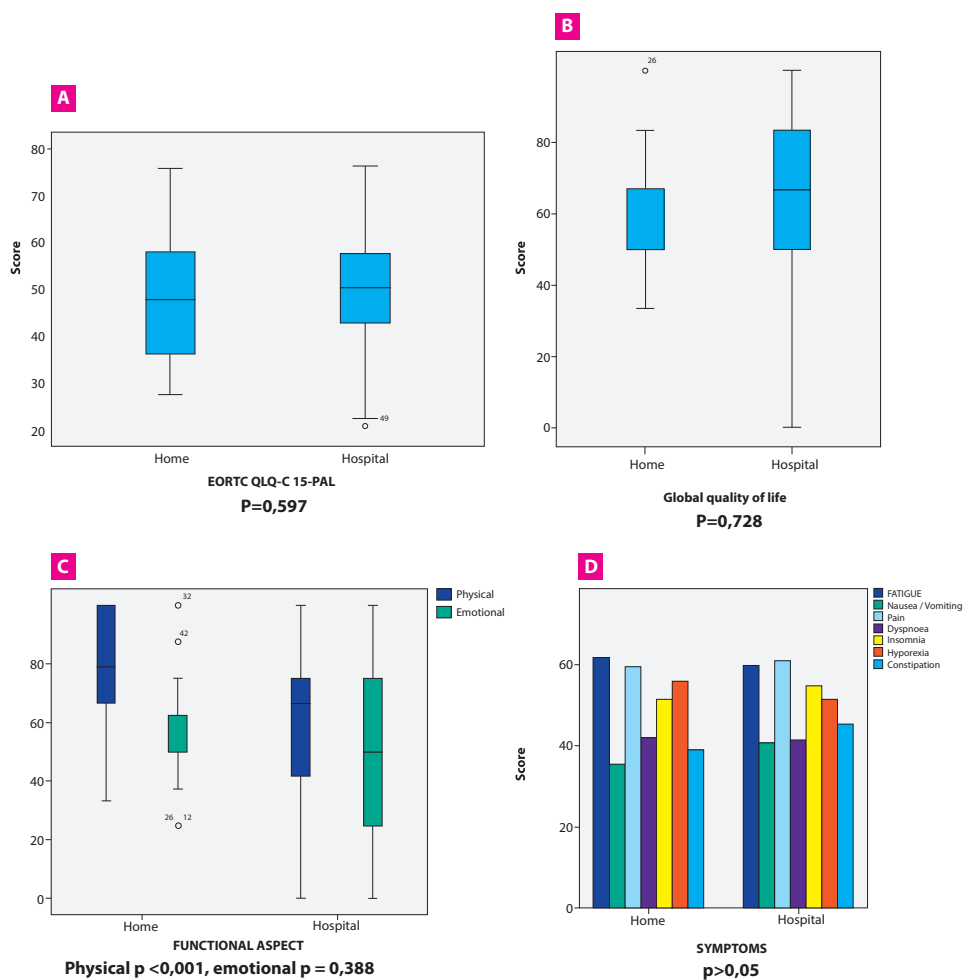 A
80
70
60
50
40
30
20
Score
49
Home Hospital
EORTC QLQ-C 15-PAL
P=0,597
B
26
80
60
40
20
0
Score
Home Hospital
Global quality of life
P=0,728
C
Physical
Emotional
32
42
26 12
80
60
40
20
0
Score
Home Hospital
FUNCTIONAL ASPECT
Physical p <0,001, emotional p = 0,388
D
FATIGUE
Nausea / Vomiting
Pain
Dyspnoea
Insomnia
Hyporexia
Constipation
60
40
20
0
Score
Home Hospital
SYMPTOMS
p>0,05